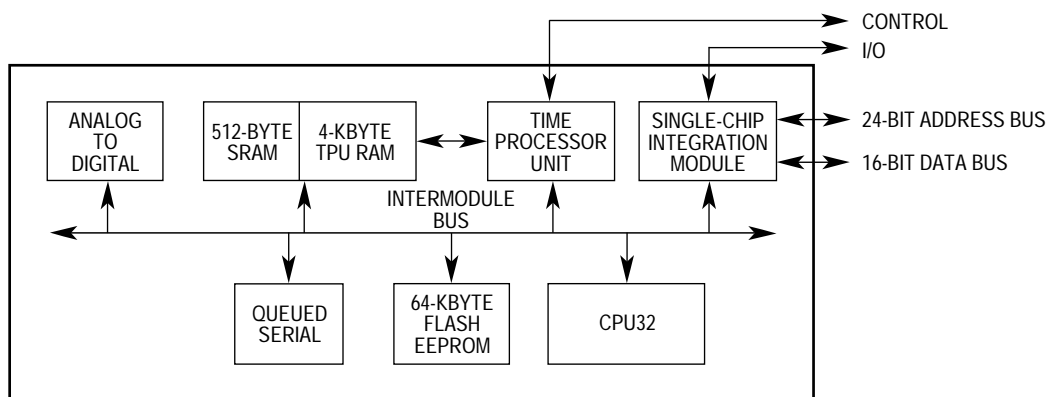 CONTROL
I/O
ANALOG
TO
DIGITAL
512-BYTE
SRAM
4-KBYTE
TPU RAM
TIME
PROCESSOR
UNIT
SINGLE-CHIP
INTEGRATION
MODULE
24-BIT ADDRESS BUS
16-BIT DATA BUS
INTERMODULE
BUS
QUEUED
SERIAL
64-KBYTE
FLASH
EEPROM
CPU32